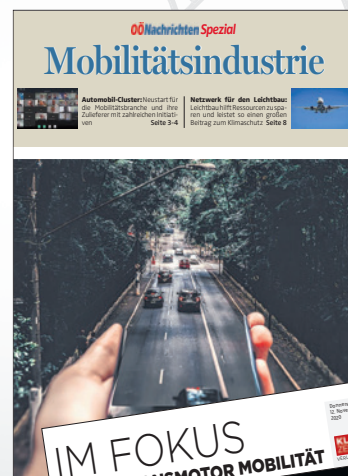 OÖNachrichten Spezial
Mobilitätsindustrie
Automobil-Cluster: Neustart für
die Mobilitätsbranche und ihre
Zulieferer mit zahlreichen Initiati-
ven Seite 3-4
Netzwerk für den Leichtbau:
Leichtbau hilft Ressourcen zu spa-
ren und leistet so einen großen
Beitrag zum Klimaschutz Seite 8
IM FOKUS
MOTOR MOBILITÄT